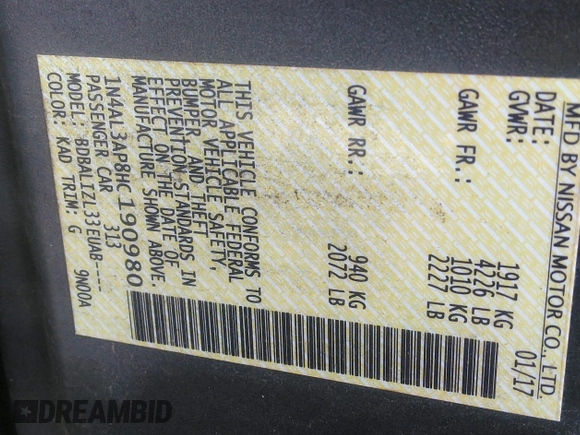 MFD BY NISSAN MOTOR CO., LTD.
DATE: 01/17
GVWR: 1917 KG
4226 LB
GAWR FR.: 1010 KG
2227 LB
GAWR RR.: 940 KG
2072 LB
THIS VEHICLE CONFORMS TO
ALL APPLICABLE FEDERAL
MOTOR VEHICLE SAFETY,
BUMPER, AND THEFT
PREVENTION STANDARDS IN
EFFECT ON THE DATE OF
MANUFACTURE SHOWN ABOVE.
1N4AL3AP8HC190980
PASSENGER CAR 313
MODEL: BDBALTZL33EUAB-----
COLOR: KAD TRIM: G 9N00A
DREAMBID